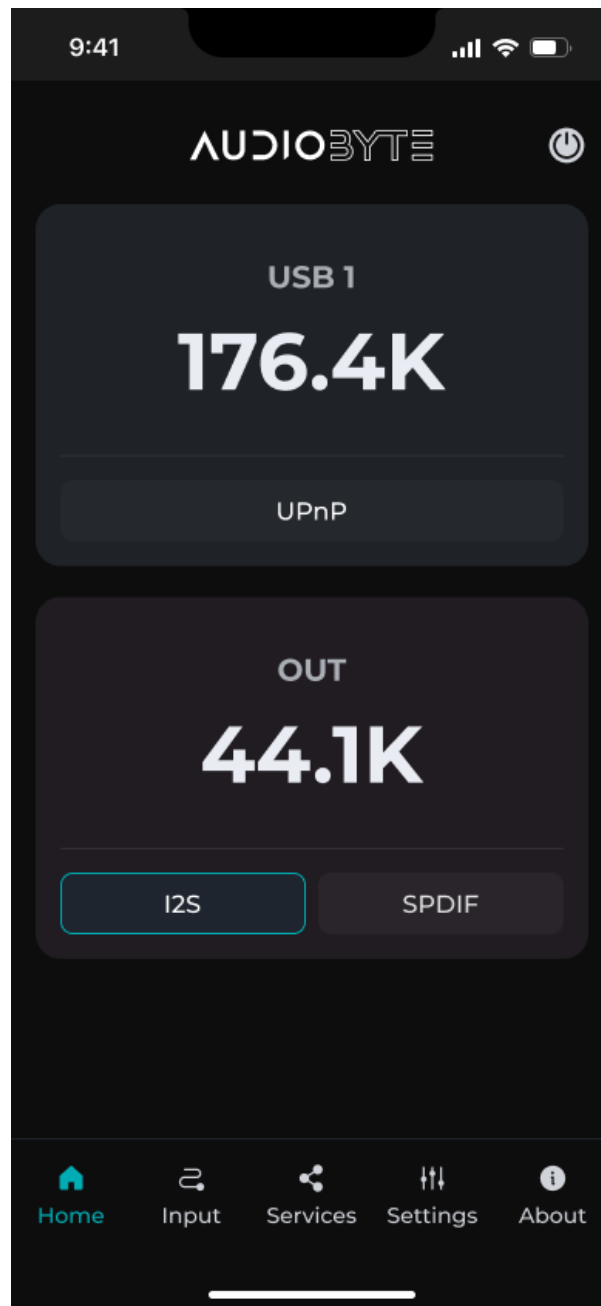 9:41
AUDIOBYTE
USB 1
176.4K
UPnP
OUT
44.1K
I2S SPDIF
Home Input Services Settings About